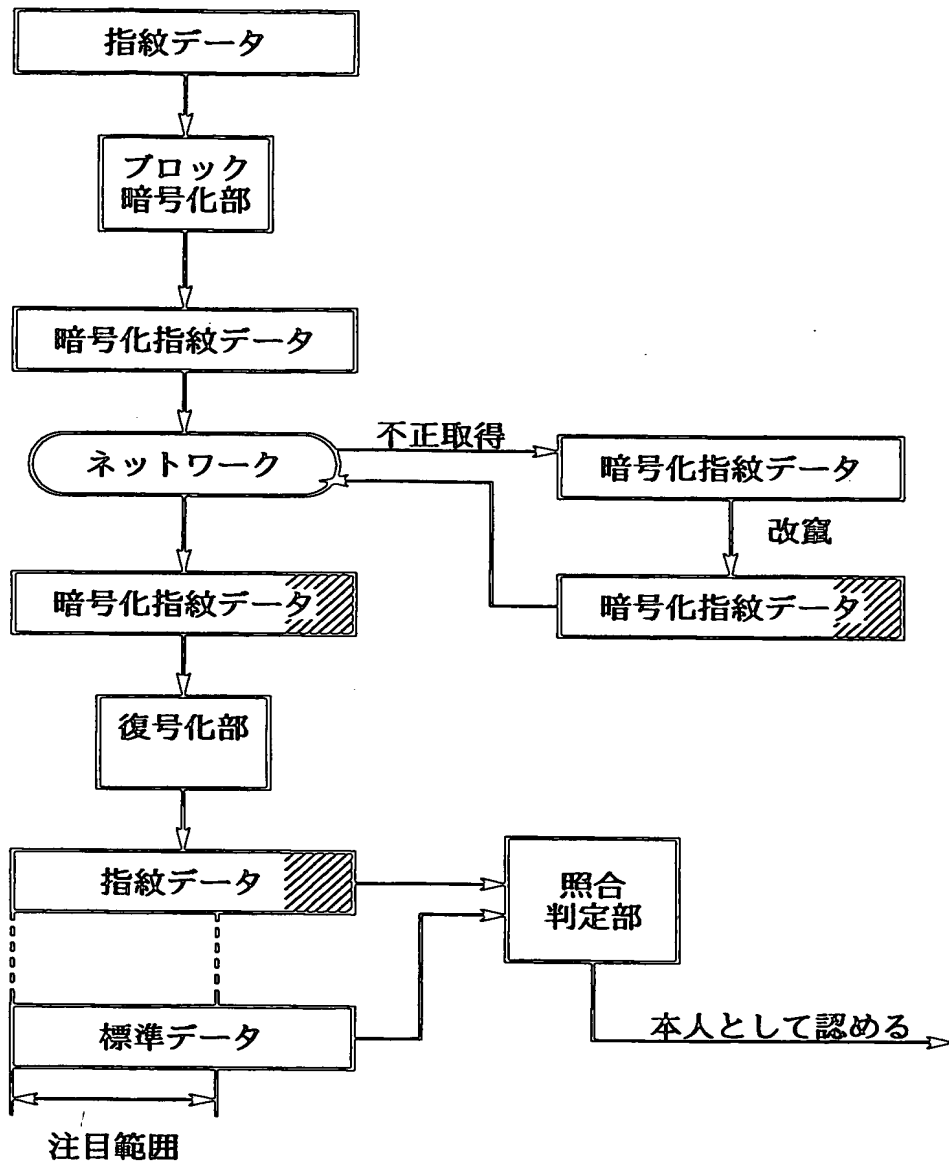 指紋データ
ブロック
暗号化部
暗号化指紋データ
ネットワーク
不正取得
暗号化指紋データ
改竄
暗号化指紋データ
暗号化指紋データ
復号化部
指紋データ
照合
判定部
標準データ
本人として認める
注目範囲